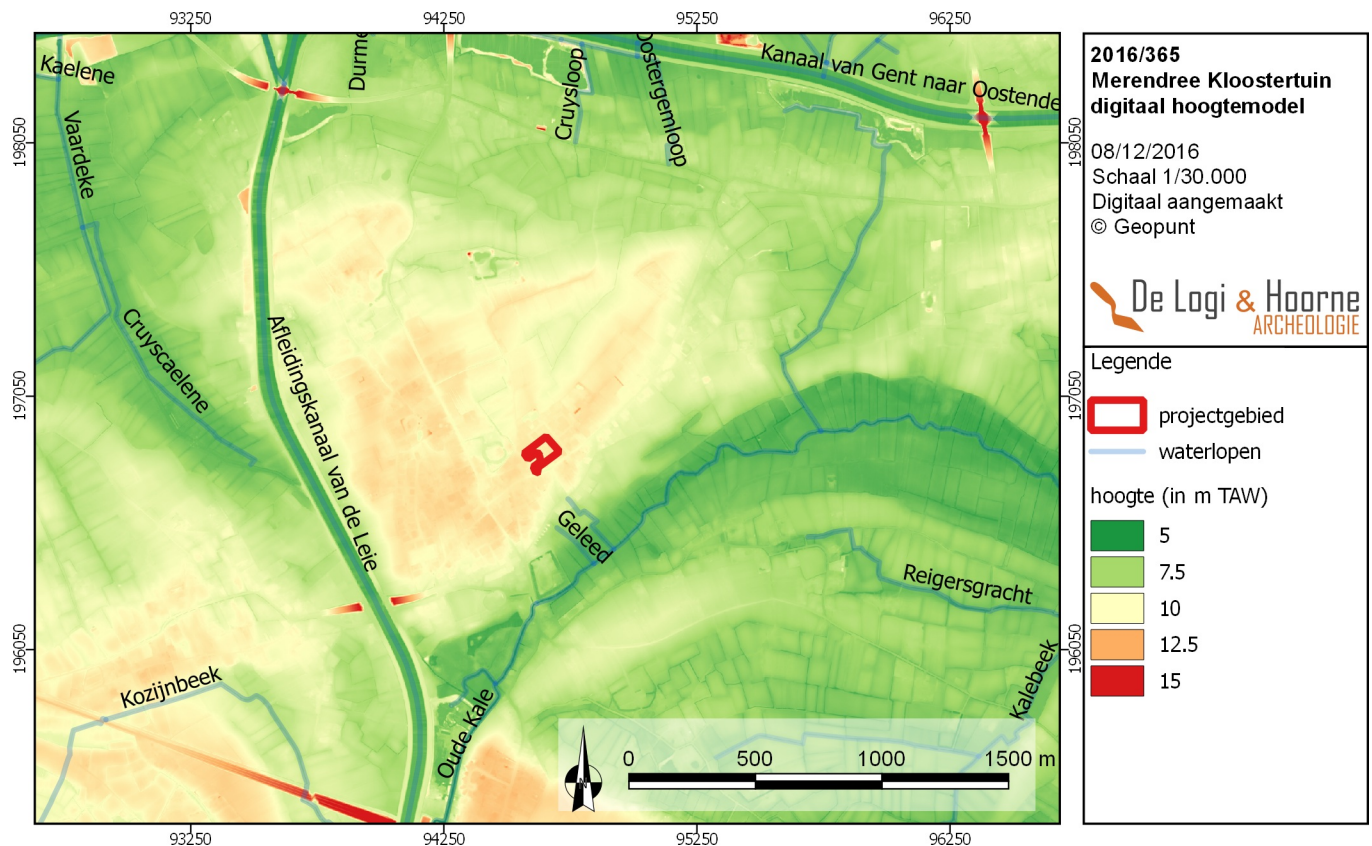 93250
94250
95250
96250
198050
197050
196050
Kaelene
Vaardeke
Durme
Cruysloop
Oostergemloop
Kanaal van Gent naar Oostende
Cruyscaelene
Afleidingskanaal van de Leie
Geleed
Reigersgracht
Kozijnbeek
Oude Kale
Kalebeek
N
0 500 1000 1500 m
198050
197050
196050
93250
94250
95250
96250
2016/365
Merendree Kloostertuin
digitaal hoogtemodel
08/12/2016
Schaal 1/30.000
Digitaal aangemaakt
© Geopunt
De Logi & Hoorne
ARCHEOLOGIE
Legende
projectgebied
waterlopen
hoogte (in m TAW)
5
7.5
10
12.5
15